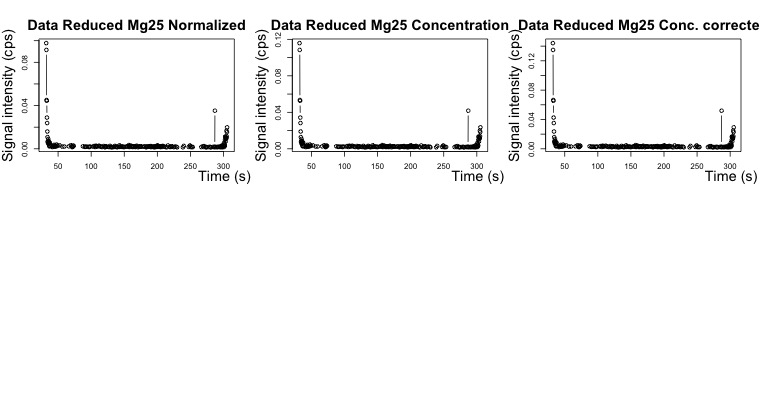 Data Reduced Mg25 Normalized
Signal intensity (cps)
0.00 0.04 0.08
50 100 150 200 250 300
Time (s)
Data Reduced Mg25 Concentration
Signal intensity (cps)
0.00 0.04 0.08 0.12
50 100 150 200 250 300
Time (s)
Data Reduced Mg25 Conc. correcte
Signal intensity (cps)
0.00 0.04 0.08 0.12
50 100 150 200 250 300
Time (s)